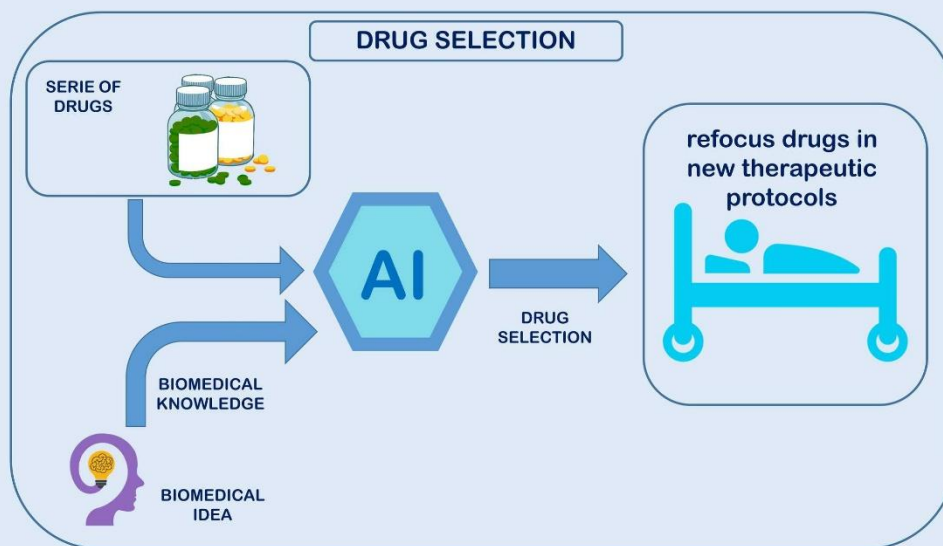 DRUG SELECTION
SERIE OF
DRUGS
refocus drugs in
new therapeutic
protocols
AI
DRUG
SELECTION
BIOMEDICAL
KNOWLEDGE
BIOMEDICAL
IDEA